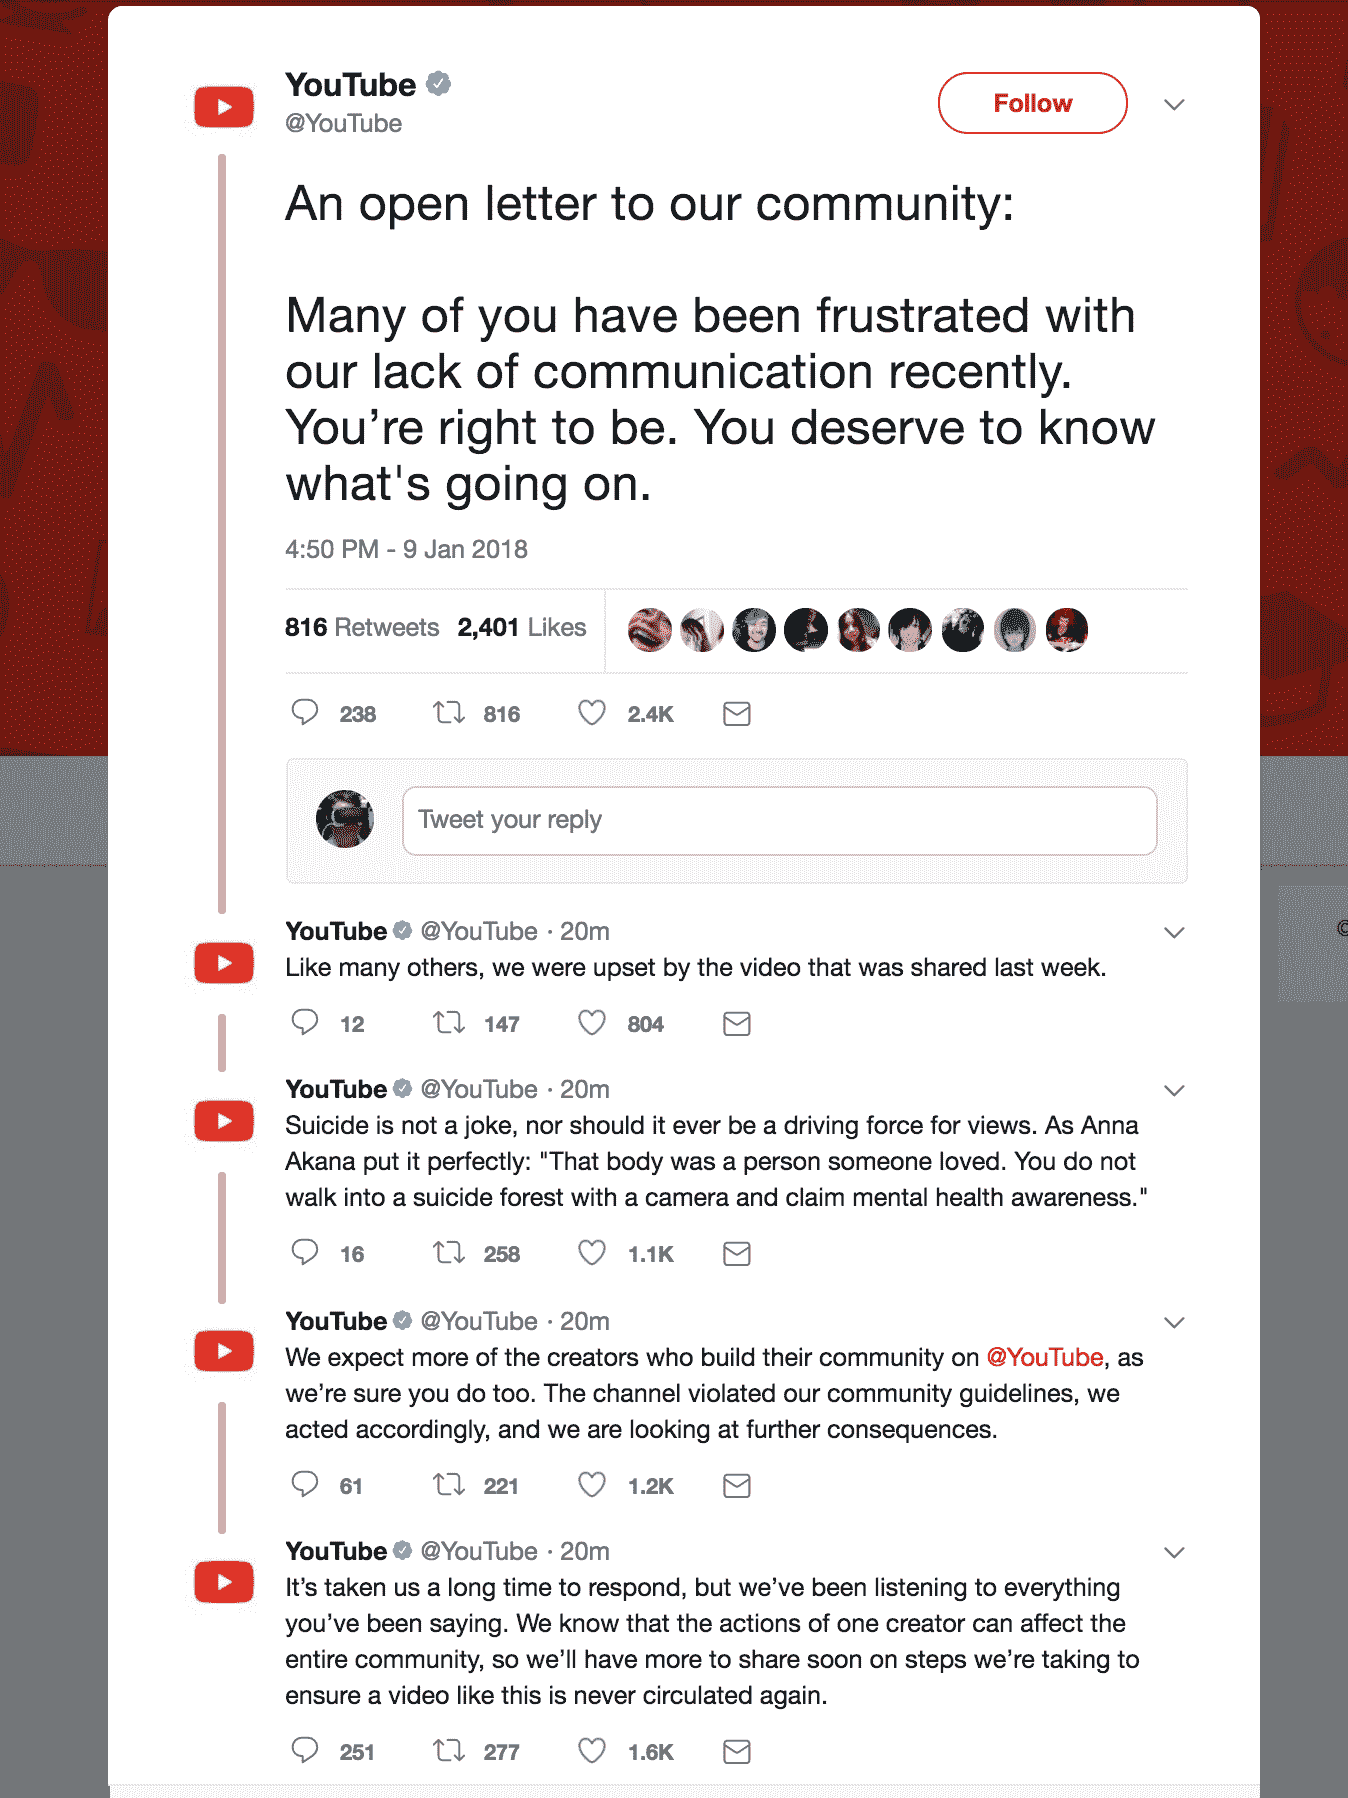 YouTube
@YouTube
Follow
An open letter to our community:
Many of you have been frustrated with
our lack of communication recently.
You’re right to be. You deserve to know
what's going on.
4:50 PM - 9 Jan 2018
816 Retweets 2,401 Likes
238 816 2.4K
Tweet your reply
YouTube @YouTube · 20m
Like many others, we were upset by the video that was shared last week.
12 147 804
YouTube @YouTube · 20m
Suicide is not a joke, nor should it ever be a driving force for views. As Anna
Akana put it perfectly: "That body was a person someone loved. You do not
walk into a suicide forest with a camera and claim mental health awareness."
16 258 1.1K
YouTube @YouTube · 20m
We expect more of the creators who build their community on @YouTube, as
we’re sure you do too. The channel violated our community guidelines, we
acted accordingly, and we are looking at further consequences.
61 221 1.2K
YouTube @YouTube · 20m
It’s taken us a long time to respond, but we’ve been listening to everything
you’ve been saying. We know that the actions of one creator can affect the
entire community, so we’ll have more to share soon on steps we’re taking to
ensure a video like this is never circulated again.
251 277 1.6K